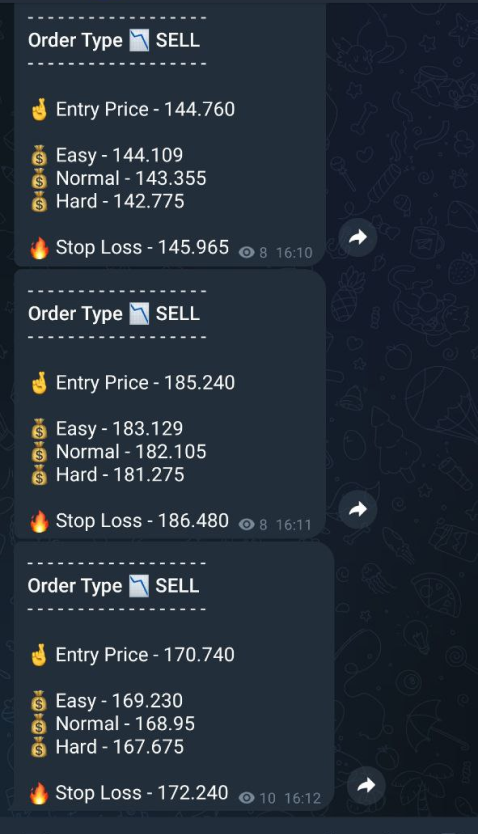 - - - - - - - - - - - - - - - - - -
Order Type 📉 SELL
- - - - - - - - - - - - - - - - - -
🤞 Entry Price - 144.760
💰 Easy - 144.109
💰 Normal - 143.355
💰 Hard - 142.775
🔥 Stop Loss - 145.965 8 16:10
- - - - - - - - - - - - - - - - - -
Order Type 📉 SELL
- - - - - - - - - - - - - - - - - -
🤞 Entry Price - 185.240
💰 Easy - 183.129
💰 Normal - 182.105
💰 Hard - 181.275
🔥 Stop Loss - 186.480 8 16:11
- - - - - - - - - - - - - - - - - -
Order Type 📉 SELL
- - - - - - - - - - - - - - - - - -
🤞 Entry Price - 170.740
💰 Easy - 169.230
💰 Normal - 168.95
💰 Hard - 167.675
🔥 Stop Loss - 172.240 10 16:12